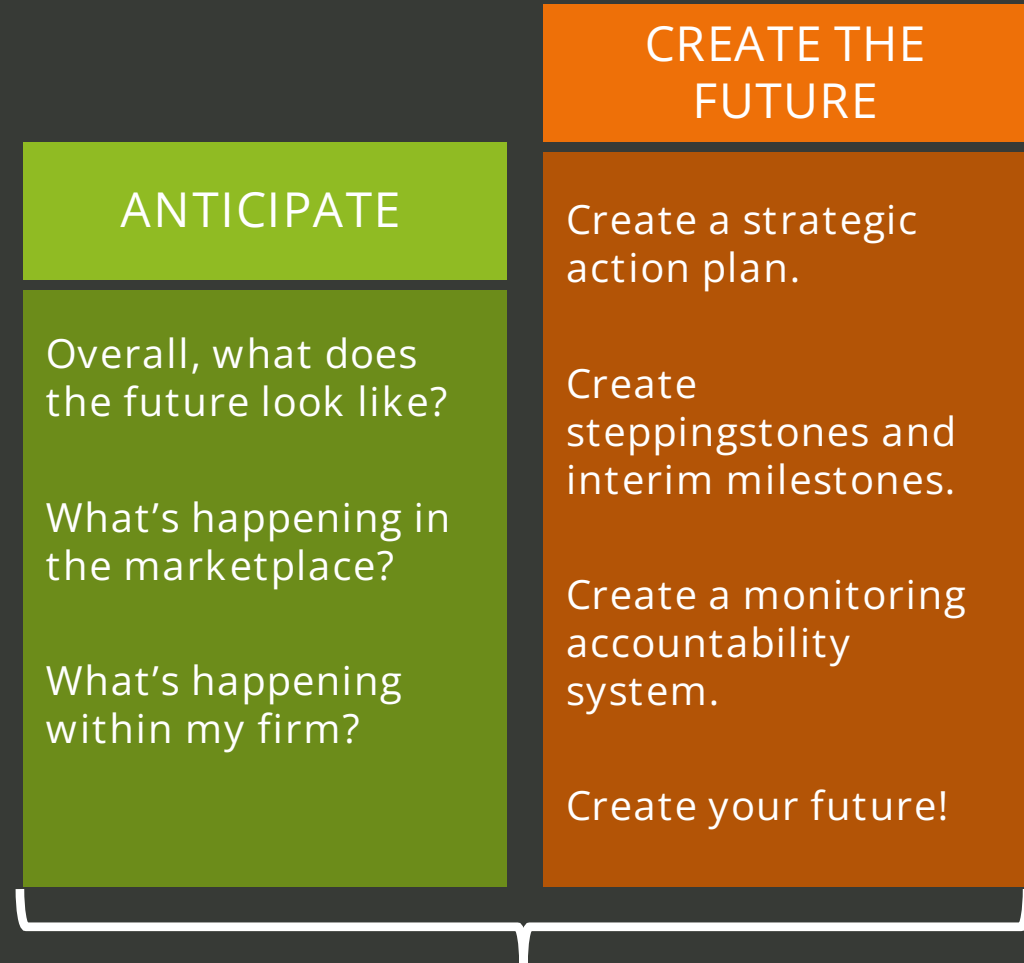 ANTICIPATE
Overall, what does
the future look like?
What’s happening in
the marketplace?
What’s happening
within my firm?
CREATE THE
FUTURE
Create a strategic
action plan.
Create
steppingstones and
interim milestones.
Create a monitoring
accountability
system.
Create your future!